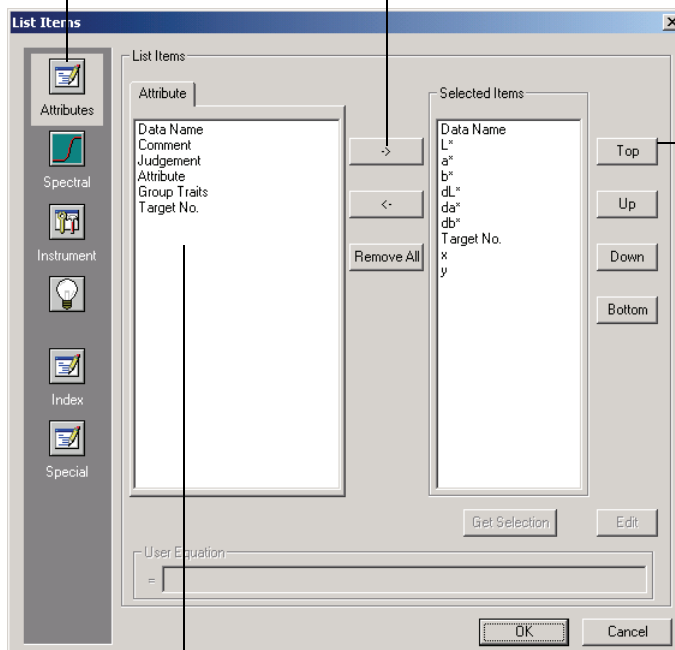 List Items
Attributes
Spectral
Instrument
Index
Special
List Items
Attribute
Data Name
Comment
Judgement
Attribute
Group Traits
Target No.
->
<-
Remove All
Selected Items
Data Name
L*
a*
b*
dL*
da*
db*
Target No.
x
y
Top
Up
Down
Bottom
Get Selection
Edit
User Equation
=
OK
Cancel